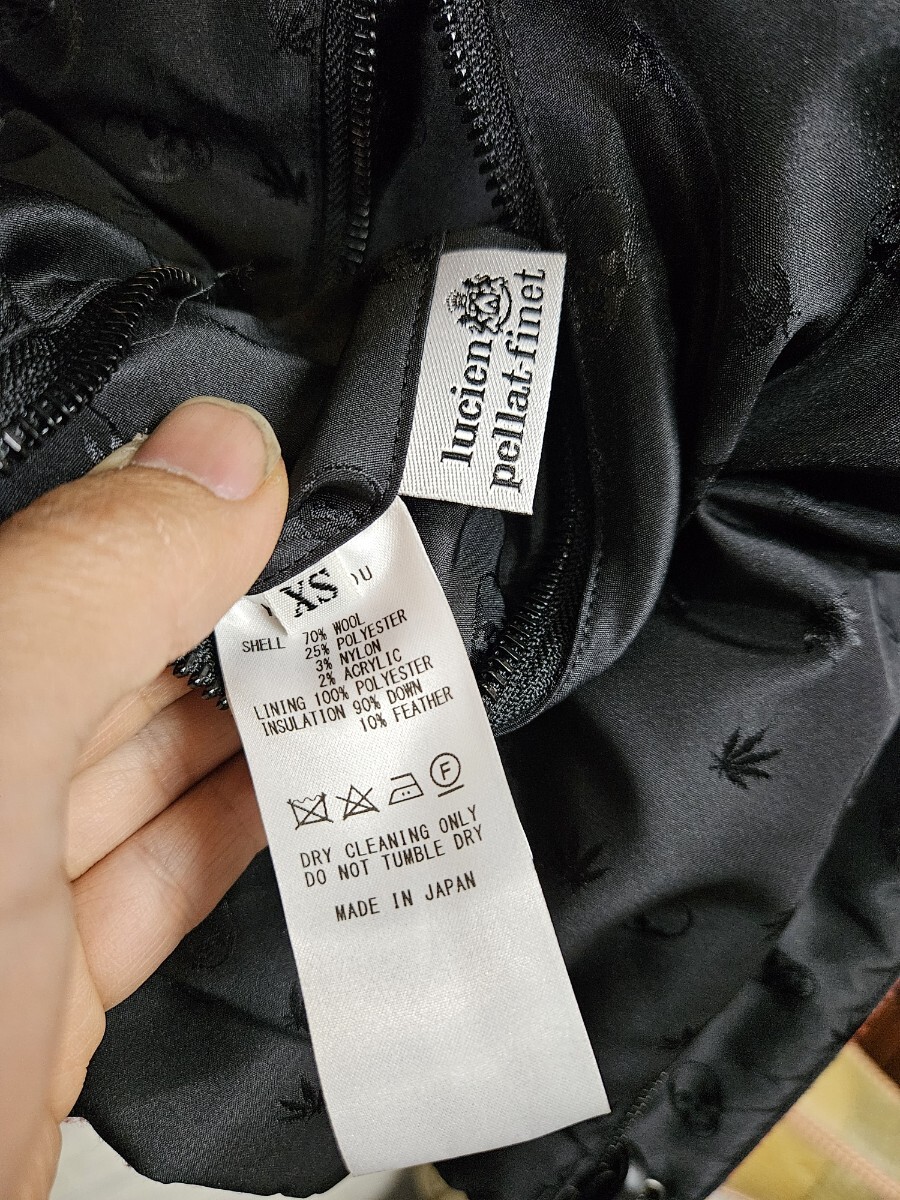 lucien
pellat-finet
XS
SHELL 70% WOOL
25% POLYESTER
3% NYLON
2% ACRYLIC
LINING 100% POLYESTER
INSULATION 90% DOWN
10% FEATHER
F
DRY CLEANING ONLY
DO NOT TUMBLE DRY
MADE IN JAPAN